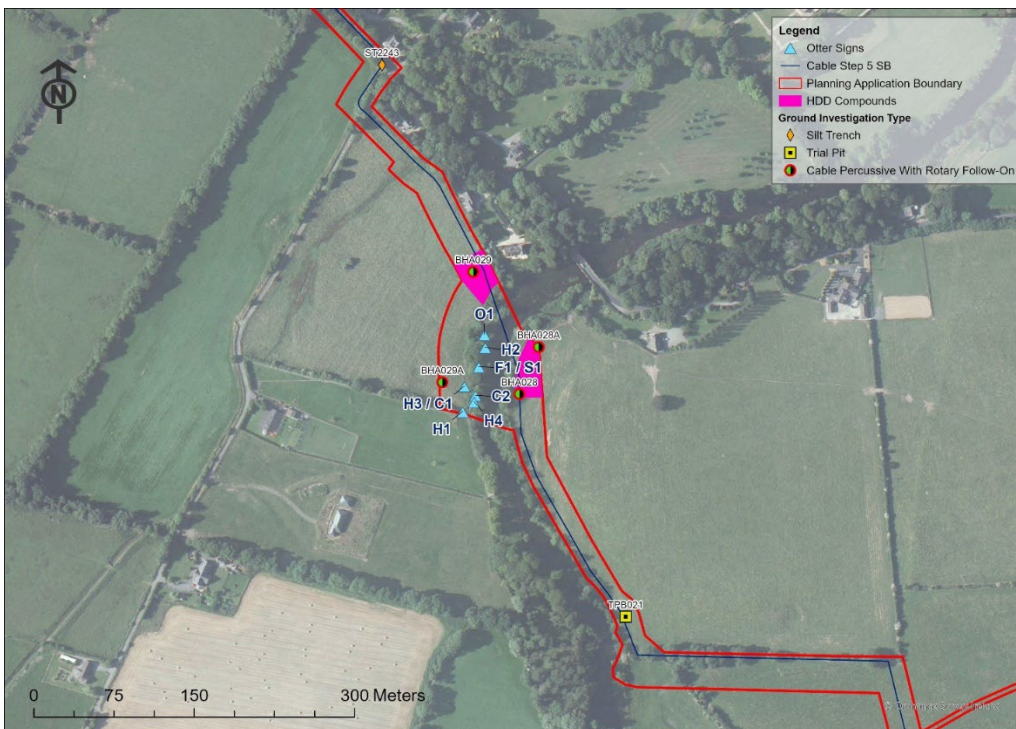 Legend
Otter Signs
Cable Step 5 SB
Planning Application Boundary
HDD Compounds
Ground Investigation Type
Silt Trench
Trial Pit
Cable Percussive With Rotary Follow-On
N
ST2243
BHA029
O1
H2
BHA028A
F1 / S1
BHA029A
BHA028
H3 / C1
C2
H1
H4
TPB021
0 75 150 300 Meters